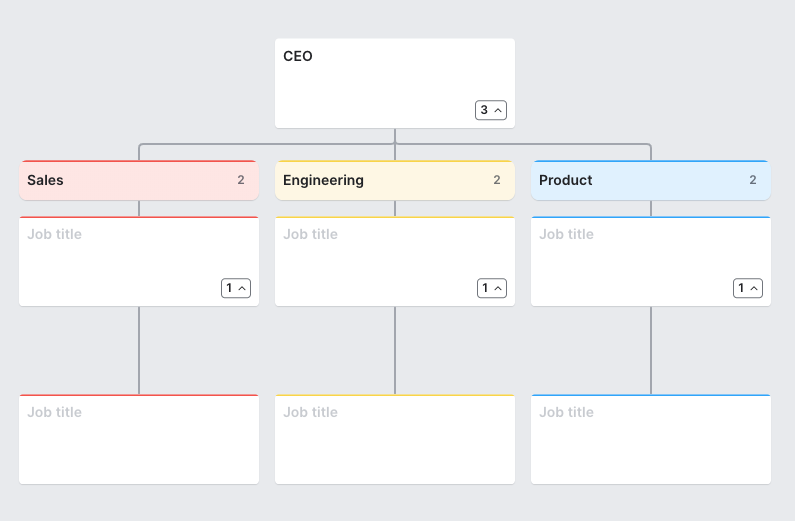 CEO
3
Sales 2
Engineering 2
Product 2
Job title
1
Job title
1
Job title
1
Job title
Job title
Job title